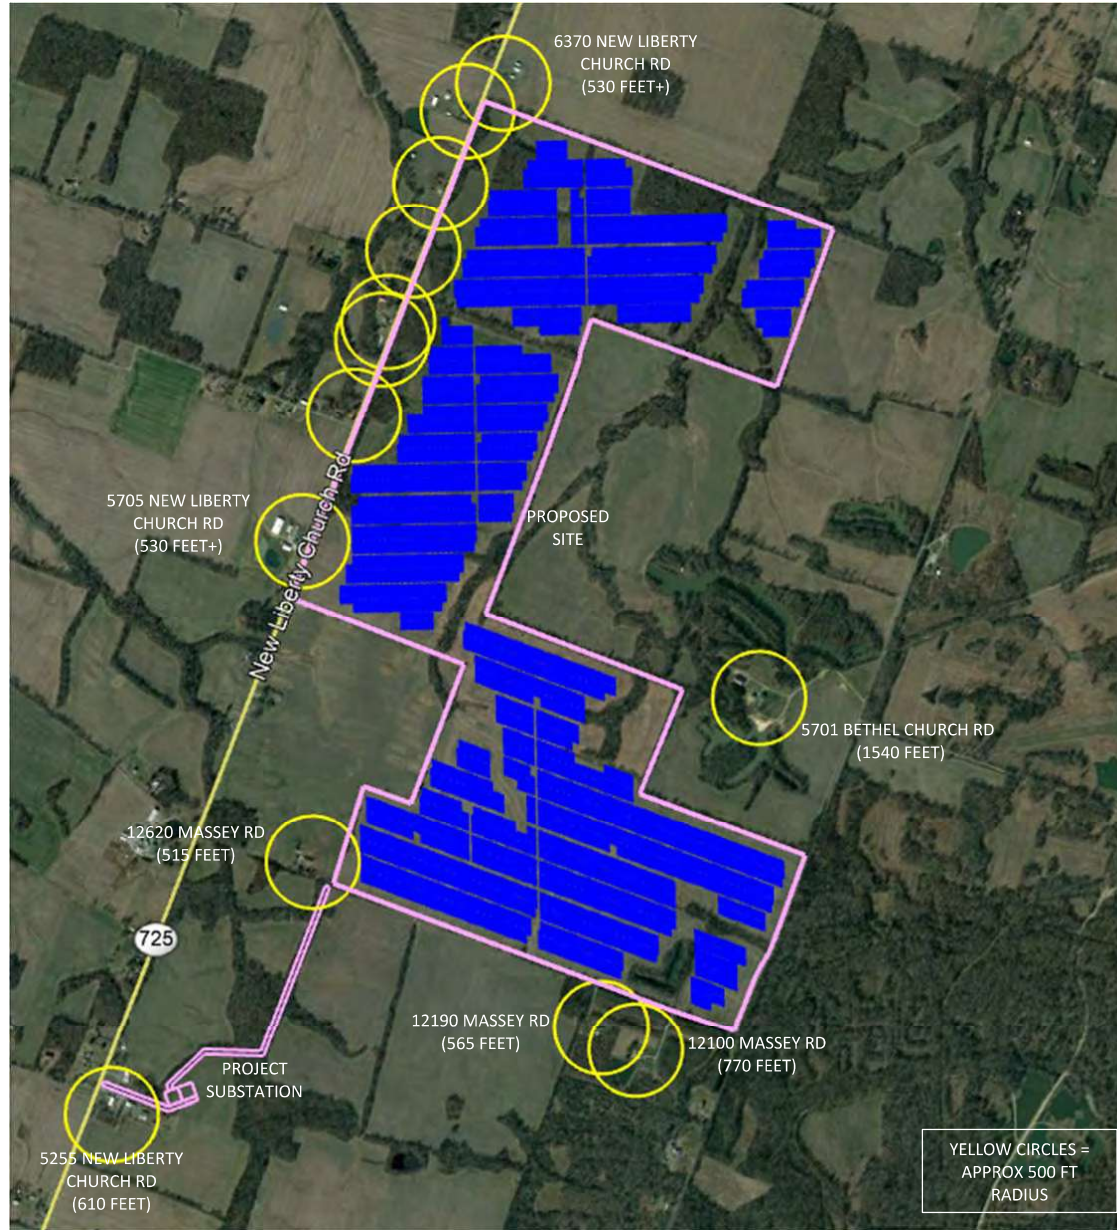 6370 NEW LIBERTY
CHURCH RD
(530 FEET+)
5705 NEW LIBERTY
CHURCH RD
(530 FEET+)
New Liberty Church Rd
PROPOSED
SITE
5701 BETHEL CHURCH RD
(1540 FEET)
12620 MASSEY RD
(515 FEET)
725
12190 MASSEY RD
(565 FEET)
12100 MASSEY RD
(770 FEET)
PROJECT
SUBSTATION
5255 NEW LIBERTY
CHURCH RD
(610 FEET)
YELLOW CIRCLES =
APPROX 500 FT
RADIUS